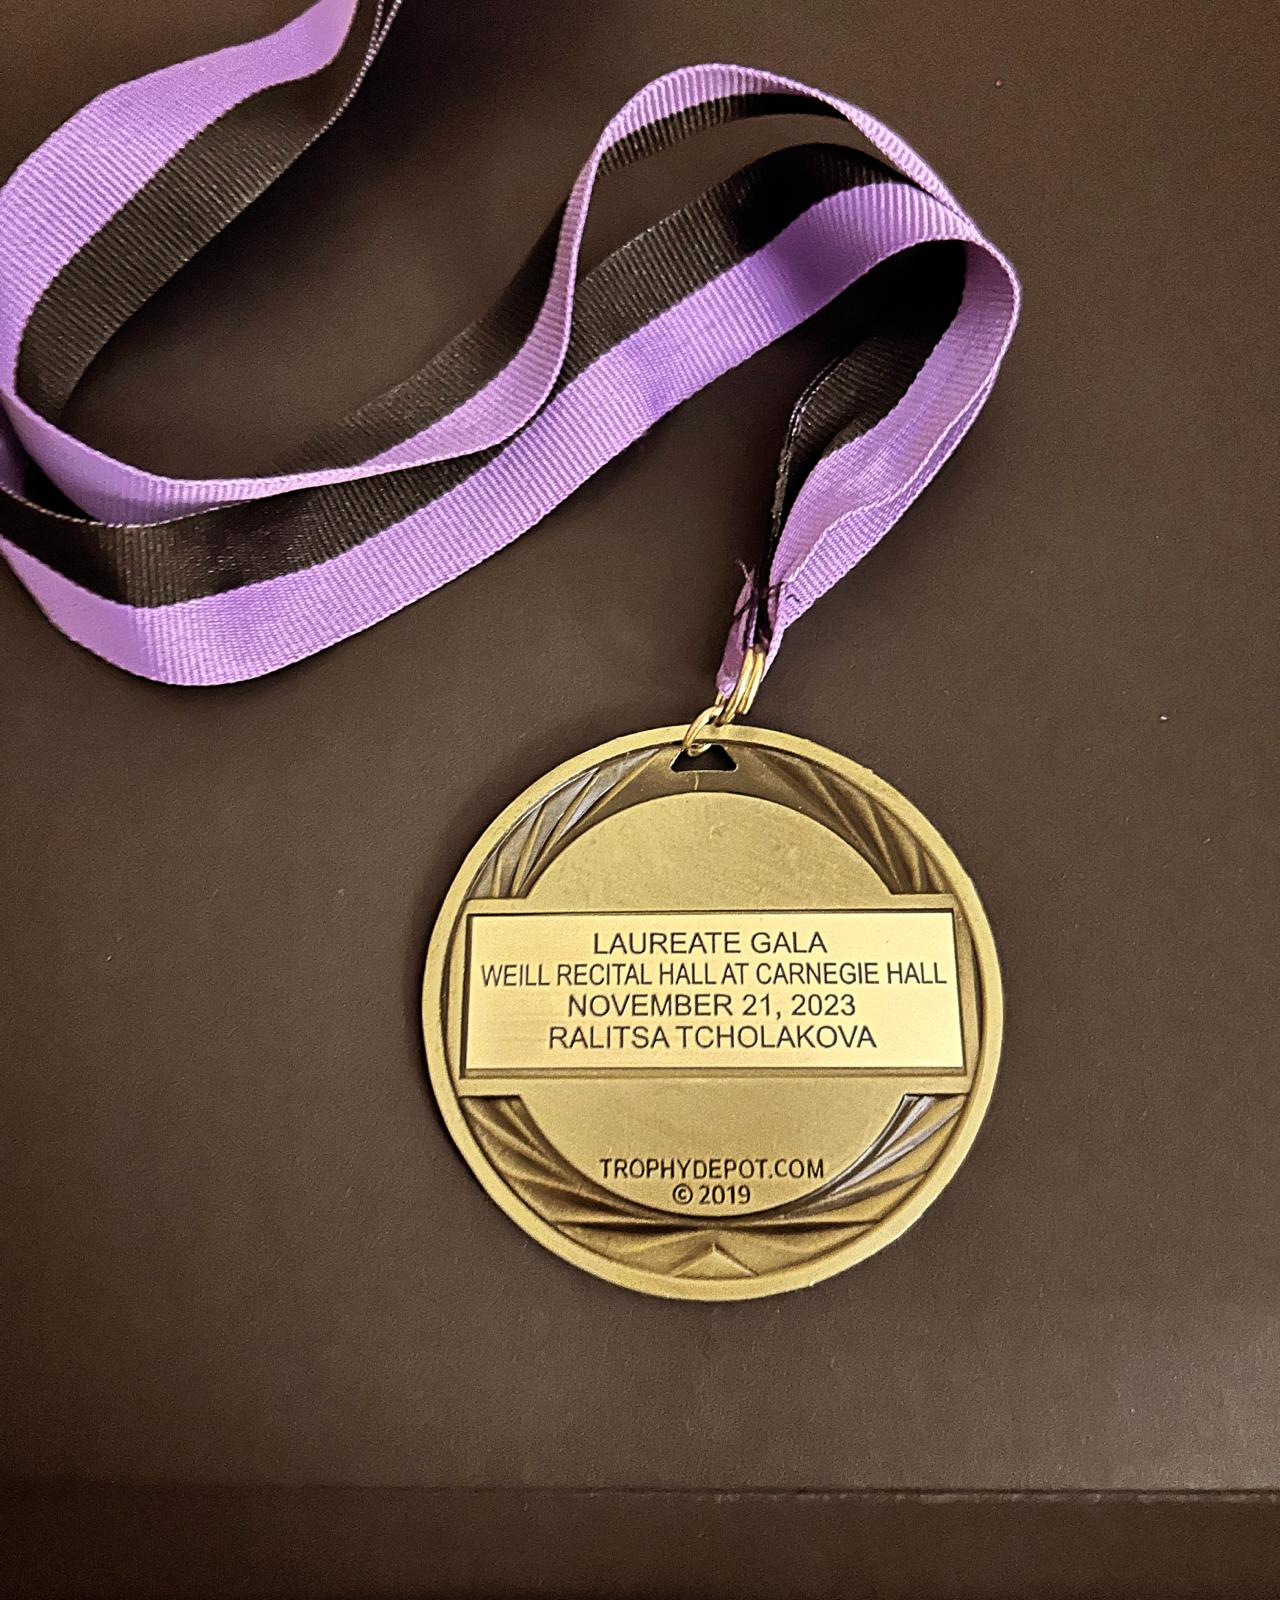 LAUREATE GALA
WEILL RECITAL HALL AT CARNEGIE HALL
NOVEMBER 21, 2023
RALITSA TCHOLAKOVA
TROPHYDEPOT.COM
© 2019